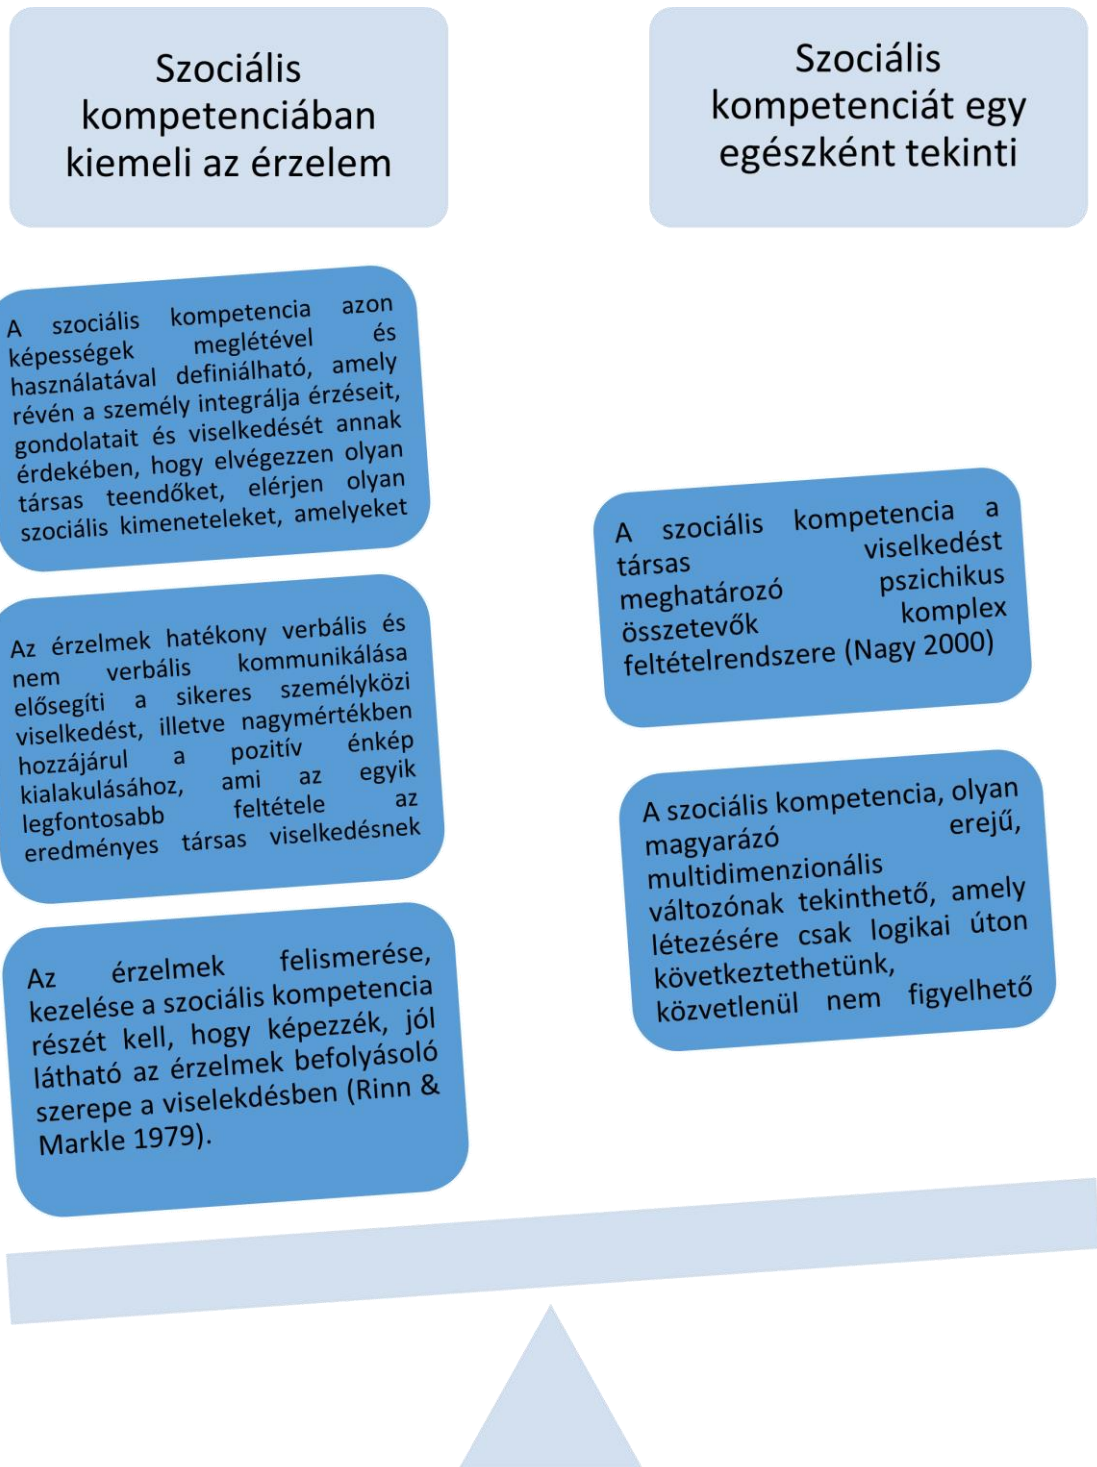 Szociális
kompetenciában
kiemeli az érzelem
Szociális
kompetenciát egy
egészként tekinti
A szociális kompetencia azon
képességek meglétével és
használatával definiálható, amely
révén a személy integrálja érzéseit,
gondolatait és viselkedését annak
érdekében, hogy elvégezzen olyan
társas teendőket, elérjen olyan
szociális kimeneteleket, amelyeket
Az érzelmek hatékony verbális és
nem verbális kommunikálása
elősegíti a sikeres személyközi
viselkedést, illetve nagymértékben
hozzájárul a pozitív énkép
kialakulásához, ami az egyik
legfontosabb feltétele az
eredményes társas viselkedésnek
Az érzelmek felismerése,
kezelése a szociális kompetencia
részét kell, hogy képezzék, jól
látható az érzelmek befolyásoló
szerepe a viselekdésben (Rinn &
Markle 1979).
A szociális kompetencia a
társas viselkedést
meghatározó pszichikus
összetevők komplex
feltételrendszere (Nagy 2000)
A szociális kompetencia, olyan
magyarázó erejű,
multidimenzionális
változónak tekinthető, amely
létezésére csak logikai úton
következtethetünk,
közvetlenül nem figyelhető